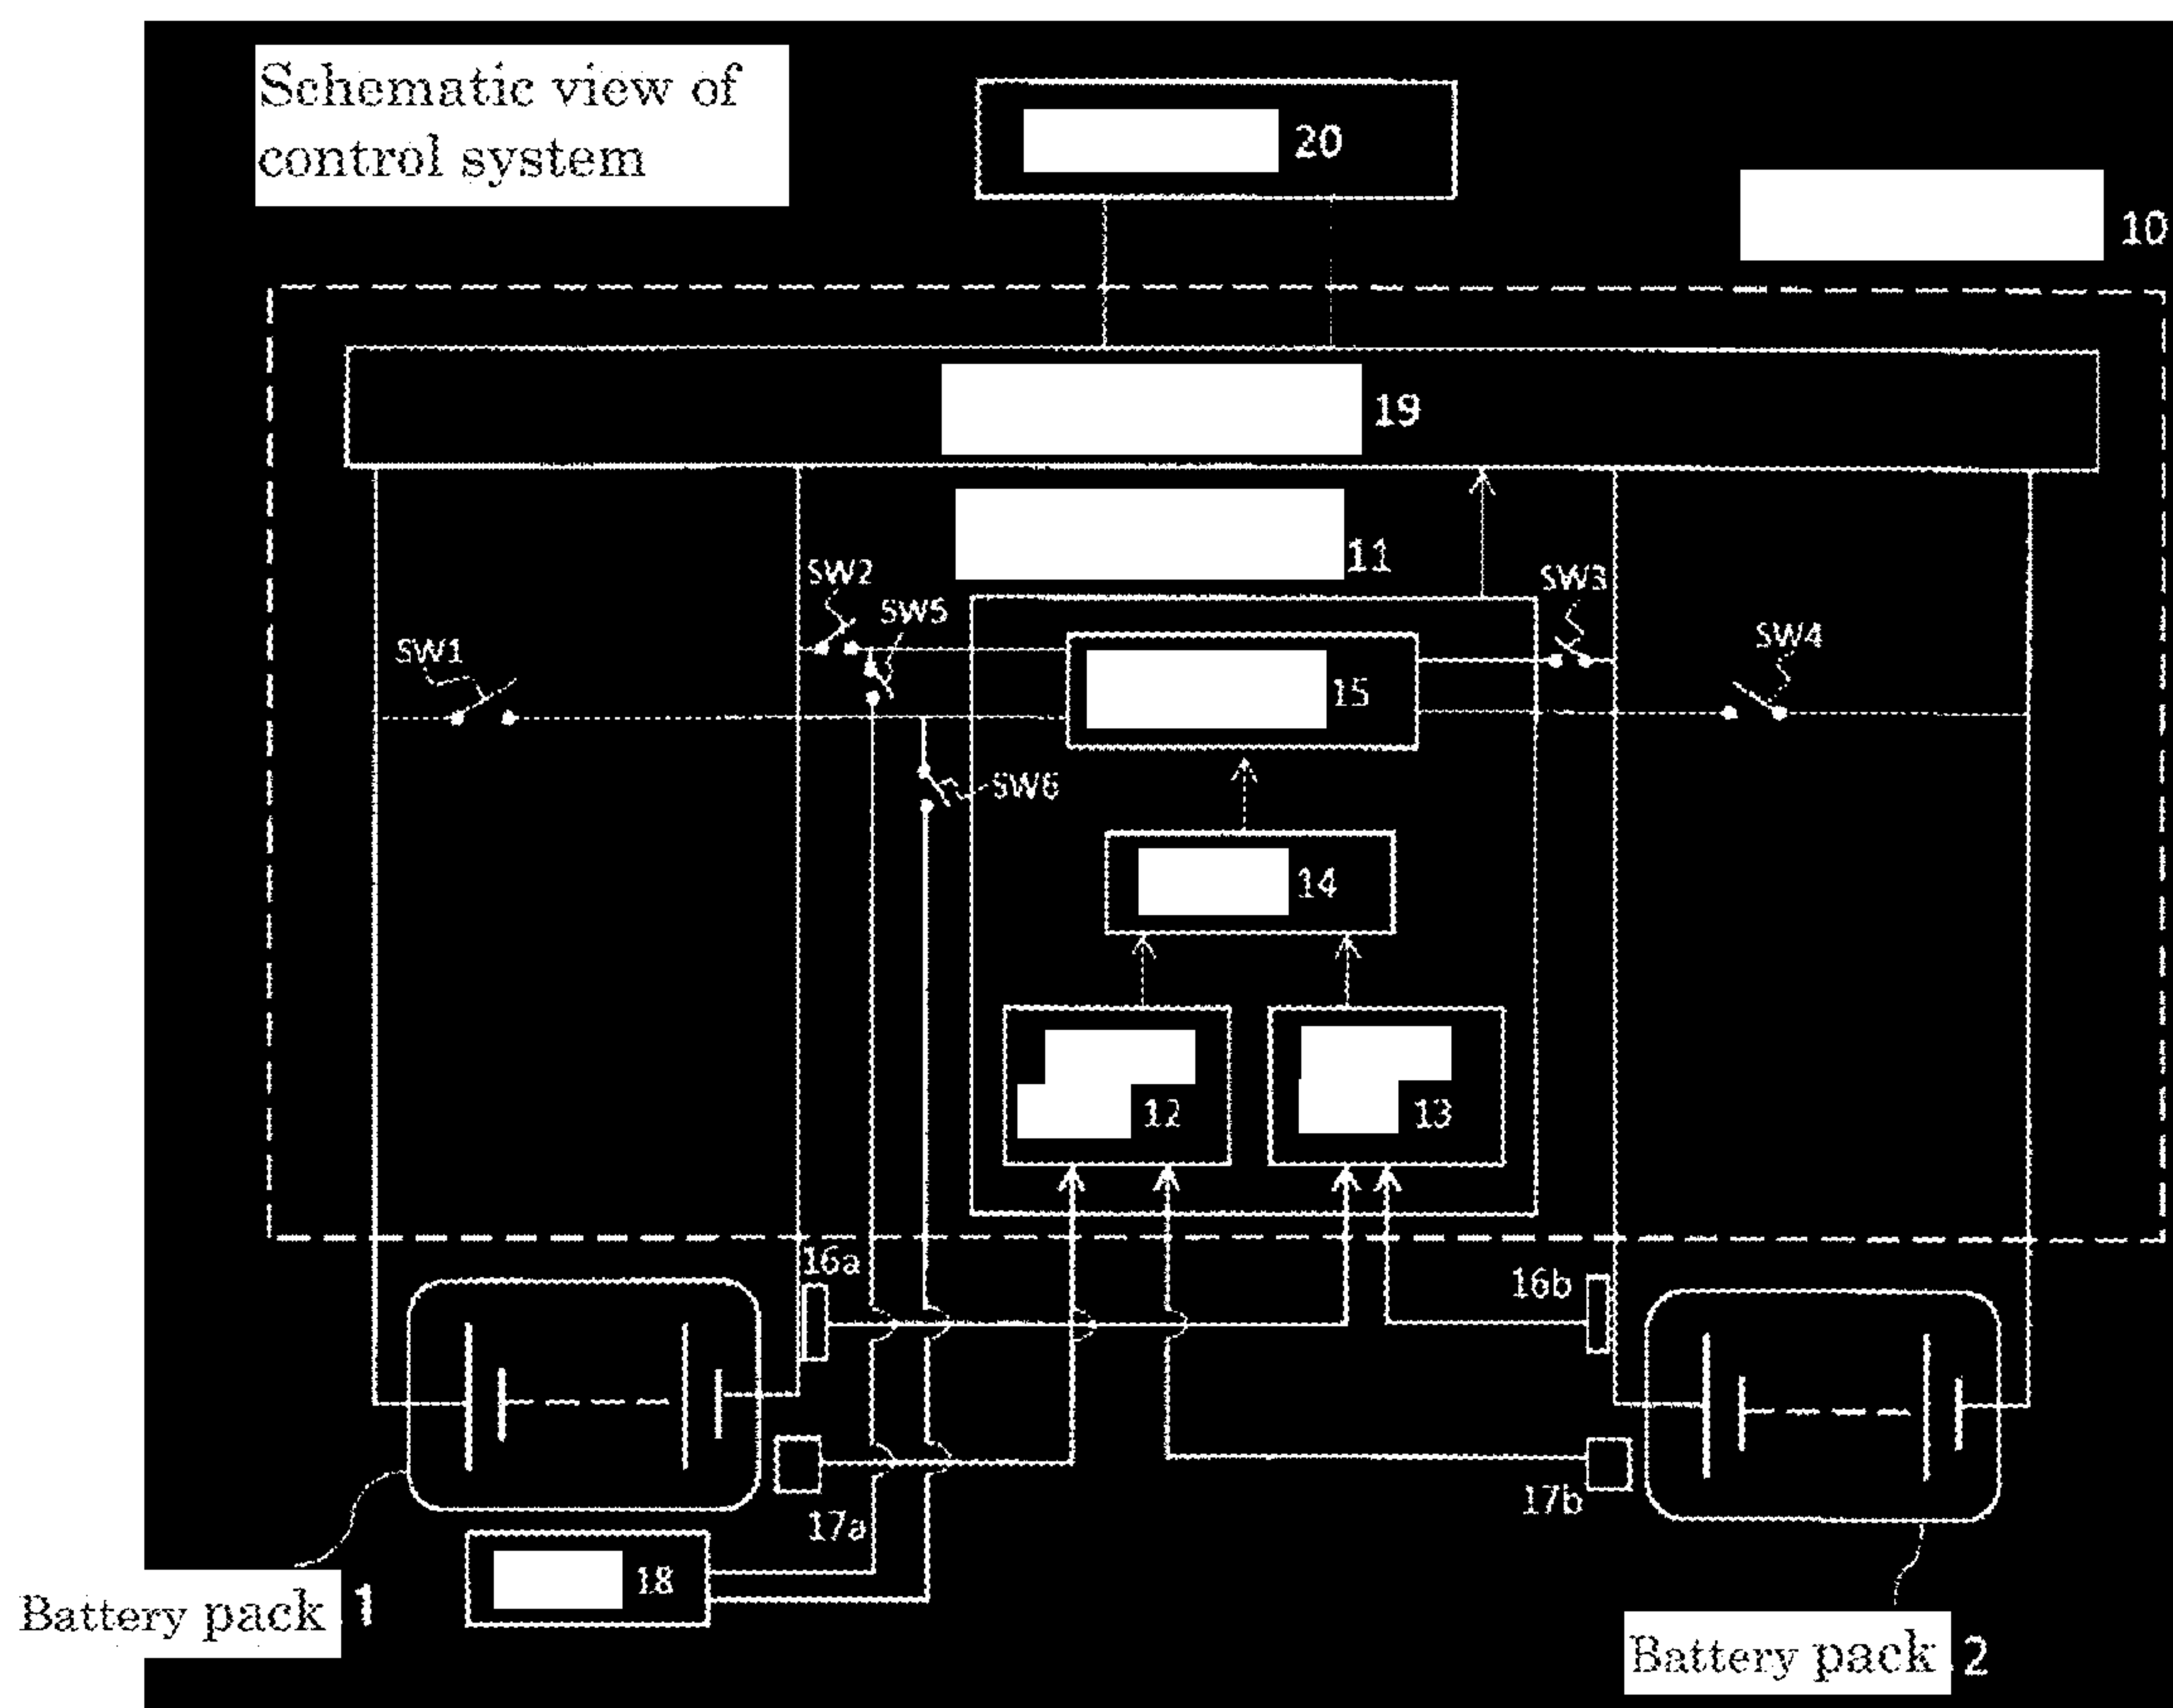 Schematic view of
control system
20
10
19
11
SW2
SW5
SW3
SW4
SW1
15
SW6
14
12
13
16a
16b
17a
17b
18
Battery pack 1
Battery pack 2